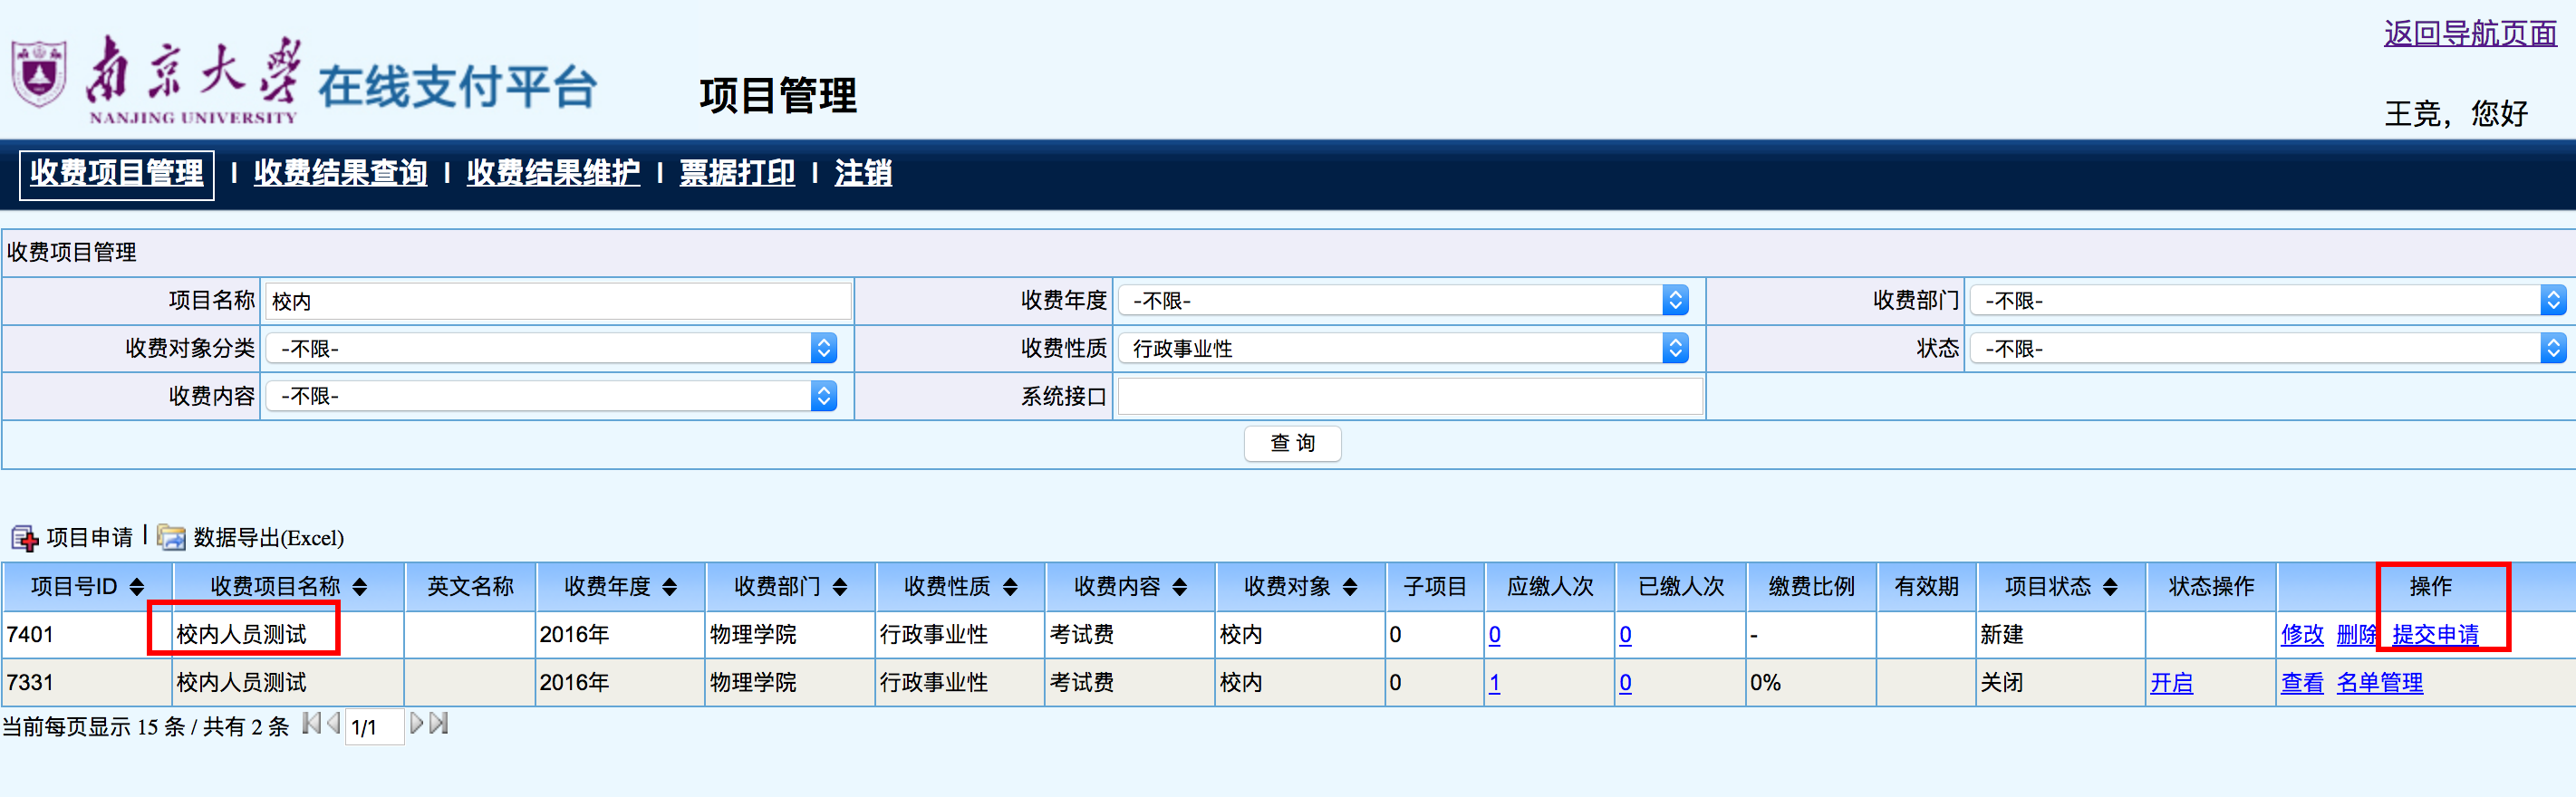 返回导航页面
南京大学 在线支付平台 项目管理
NANJING UNIVERSITY
王竞，您好
收费项目管理 | 收费结果查询 | 收费结果维护 | 票据打印 | 注销
收费项目管理
项目名称 校内 收费年度 -不限- 收费部门 -不限-
收费对象分类 -不限- 收费性质 行政事业性 状态 -不限-
收费内容 -不限- 系统接口
查 询
项目申请 | 数据导出(Excel)
项目号ID 收费项目名称 英文名称 收费年度 收费部门 收费性质 收费内容 收费对象 子项目 应缴人次 已缴人次 缴费比例 有效期 项目状态 状态操作 操作
7401 校内人员测试 2016年 物理学院 行政事业性 考试费 校内 0 0 0 - 新建 修改 删除 提交申请
7331 校内人员测试 2016年 物理学院 行政事业性 考试费 校内 0 1 0 0% 关闭 开启 查看 名单管理
当前每页显示 15 条 / 共有 2 条 1/1